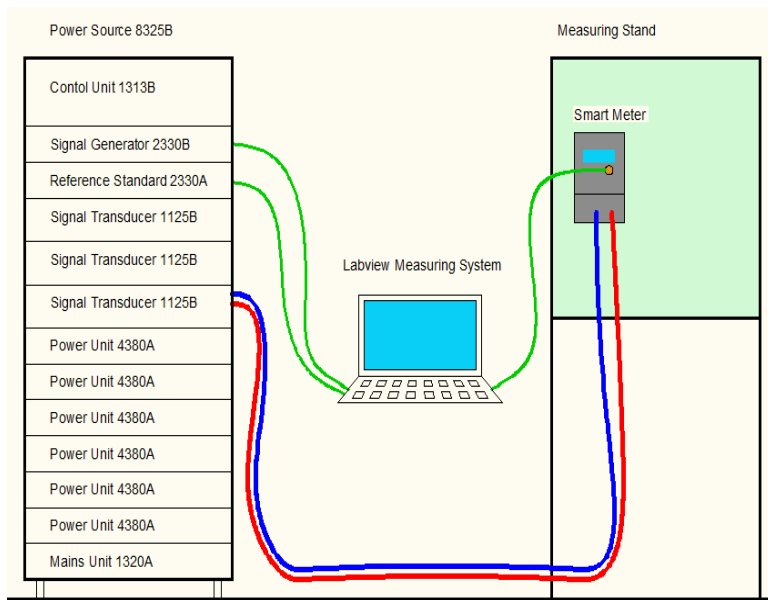 Power Source 8325B
Measuring Stand
Contol Unit 1313B
Smart Meter
Signal Generator 2330B
Reference Standard 2330A
Signal Transducer 1125B
Signal Transducer 1125B
Labview Measuring System
Signal Transducer 1125B
Power Unit 4380A
Power Unit 4380A
Power Unit 4380A
Power Unit 4380A
Power Unit 4380A
Power Unit 4380A
Mains Unit 1320A